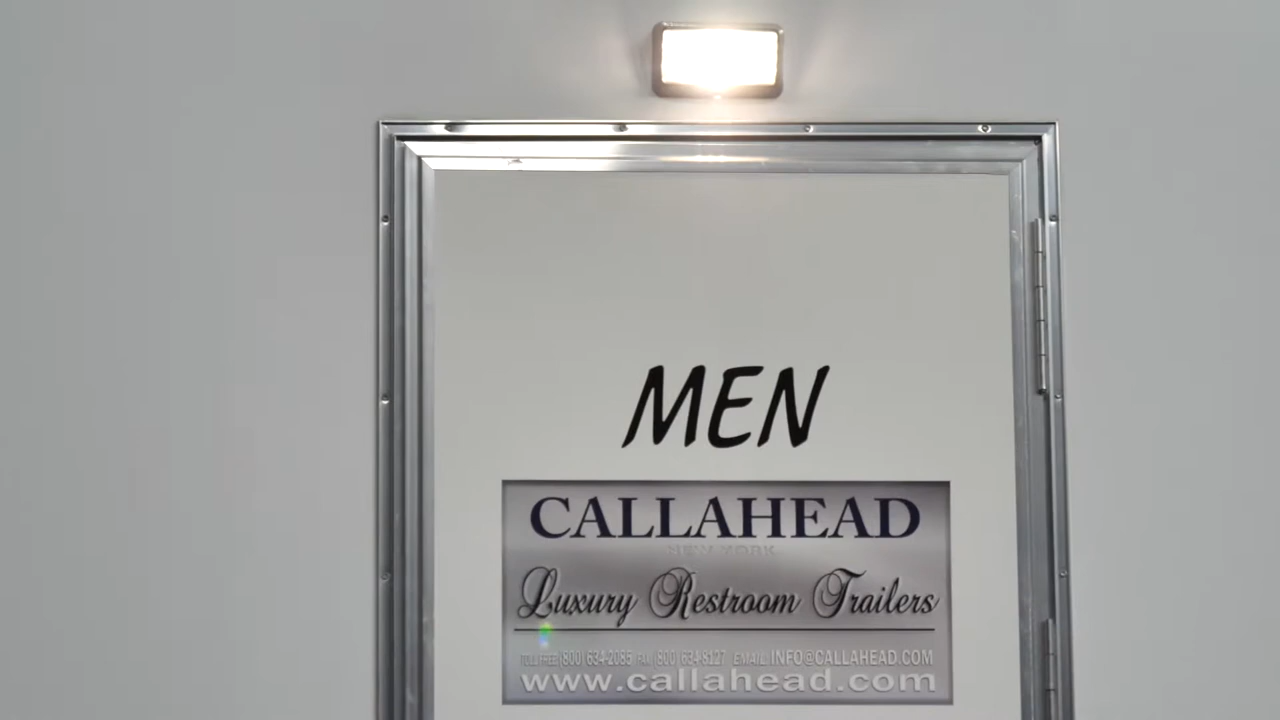 MEN
CALLAHEAD
NEW YORK
Luxury Restroom Trailers
TOLL FREE (800) 634-2085 FAX (800) 634-8127 EMAIL: INFO@CALLAHEAD.COM
www.callahead.com